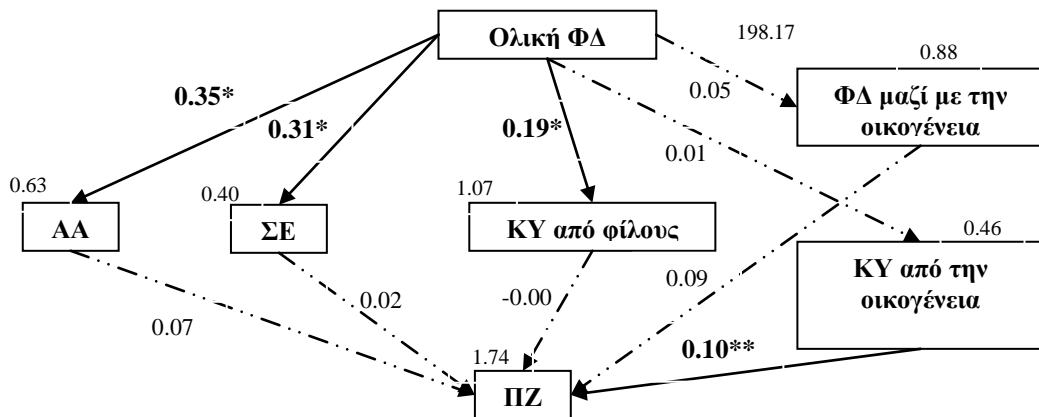 Ολική ΦΔ
198.17
0.88
ΦΔ μαζί με την
οικογένεια
0.35*
0.31*
0.19*
0.05
0.01
0.63
ΑΑ
0.40
ΣΕ
1.07
ΚΥ από φίλους
0.46
ΚΥ από την
οικογένεια
0.07
0.02
-0.00
0.09
0.10**
1.74
ΠΖ